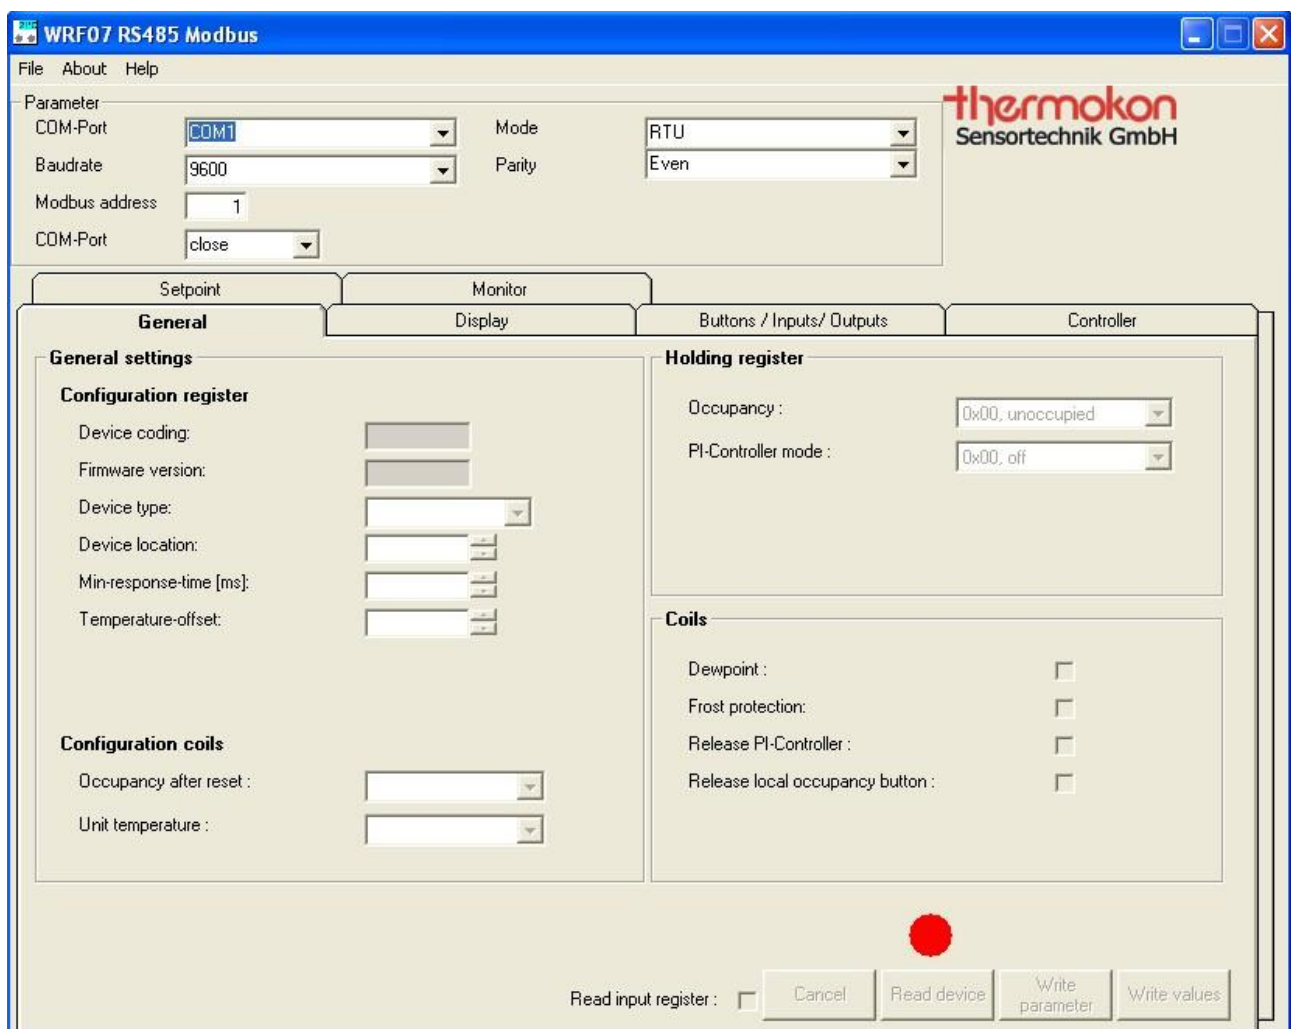 WRF07 RS485 Modbus
File About Help
Parameter
COM-Port COM1 Mode RTU
Baudrate 9600 Parity Even
Modbus address 1
COM-Port close
thermokon
Sensortechnik GmbH
Setpoint Monitor
General Display Buttons / Inputs/ Outputs Controller
General settings
Configuration register
Device coding:
Firmware version:
Device type:
Device location:
Min-response-time [ms]:
Temperature-offset:
Configuration coils
Occupancy after reset :
Unit temperature :
Holding register
Occupancy : 0x00, unoccupied
PI-Controller mode : 0x00, off
Coils
Dewpoint :
Frost protection:
Release PI-Controller :
Release local occupancy button :
Read input register : Cancel Read device Write parameter Write values